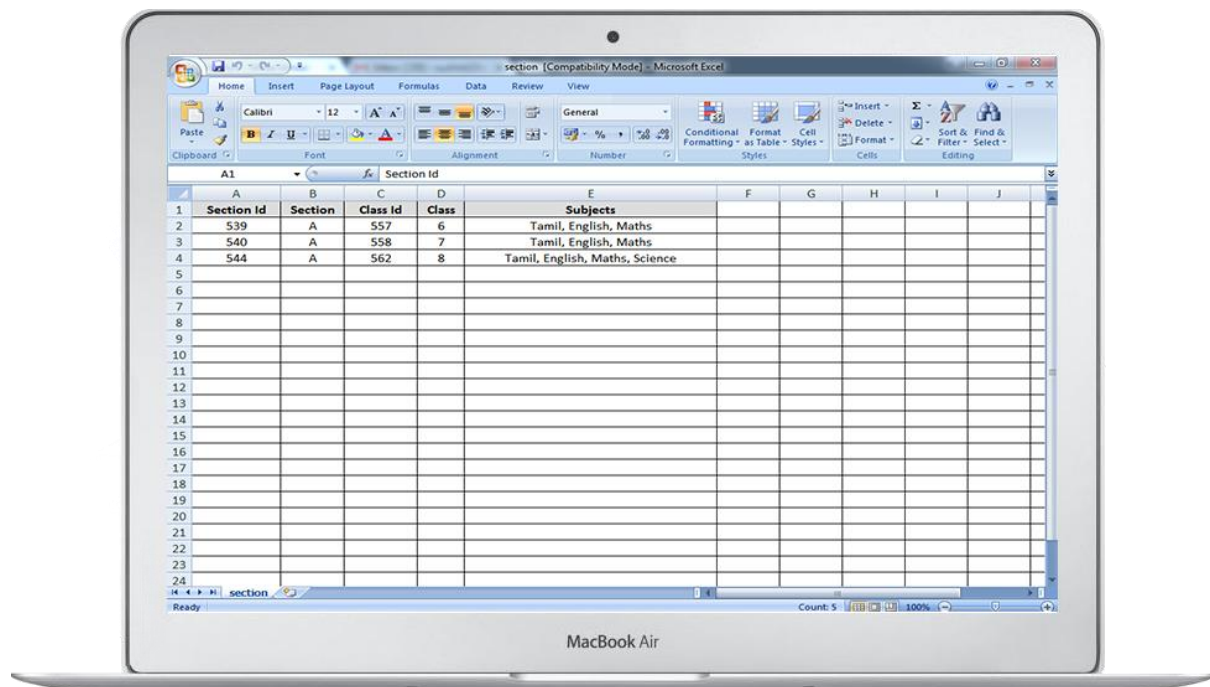 section [Compatibility Mode] - Microsoft Excel
Home Insert Page Layout Formulas Data Review View
Calibri 12 A A General Insert Σ
Paste Conditional Format Cell Delete Sort & Find &
B I U A % , Formatting as Table Styles Format Filter Select
Clipboard Font Alignment Number Styles Cells Editing
A1 fx Section Id
A B C D E F G H I J
1 Section Id Section Class Id Class Subjects
2 539 A 557 6 Tamil, English, Maths
3 540 A 558 7 Tamil, English, Maths
4 544 A 562 8 Tamil, English, Maths, Science
5
6
7
8
9
10
11
12
13
14
15
16
17
18
19
20
21
22
23
24
section
Ready Count: 5 100%
MacBook Air